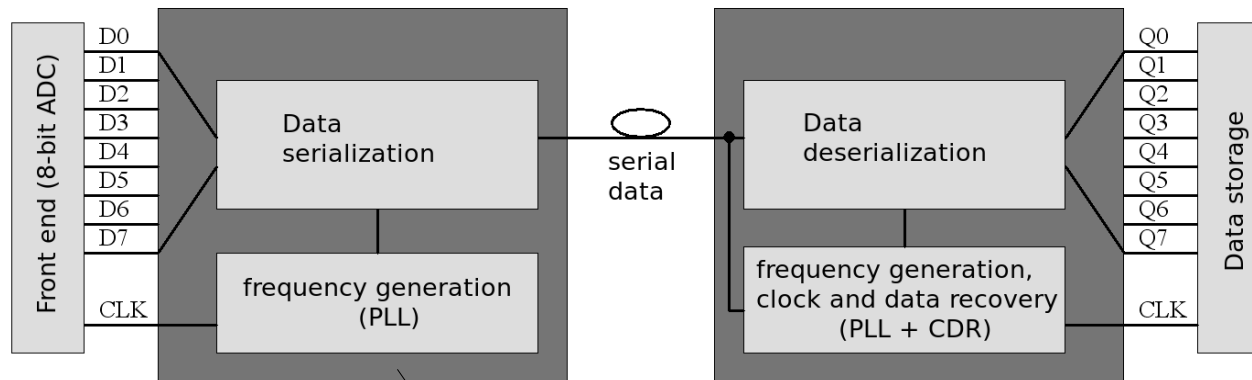 Front end (8-bit ADC)
D0
D1
D2
D3
D4
D5
D6
D7
CLK
Data
serialization
frequency generation
(PLL)
serial
data
Data
deserialization
frequency generation,
clock and data recovery
(PLL + CDR)
Q0
Q1
Q2
Q3
Q4
Q5
Q6
Q7
CLK
Data storage